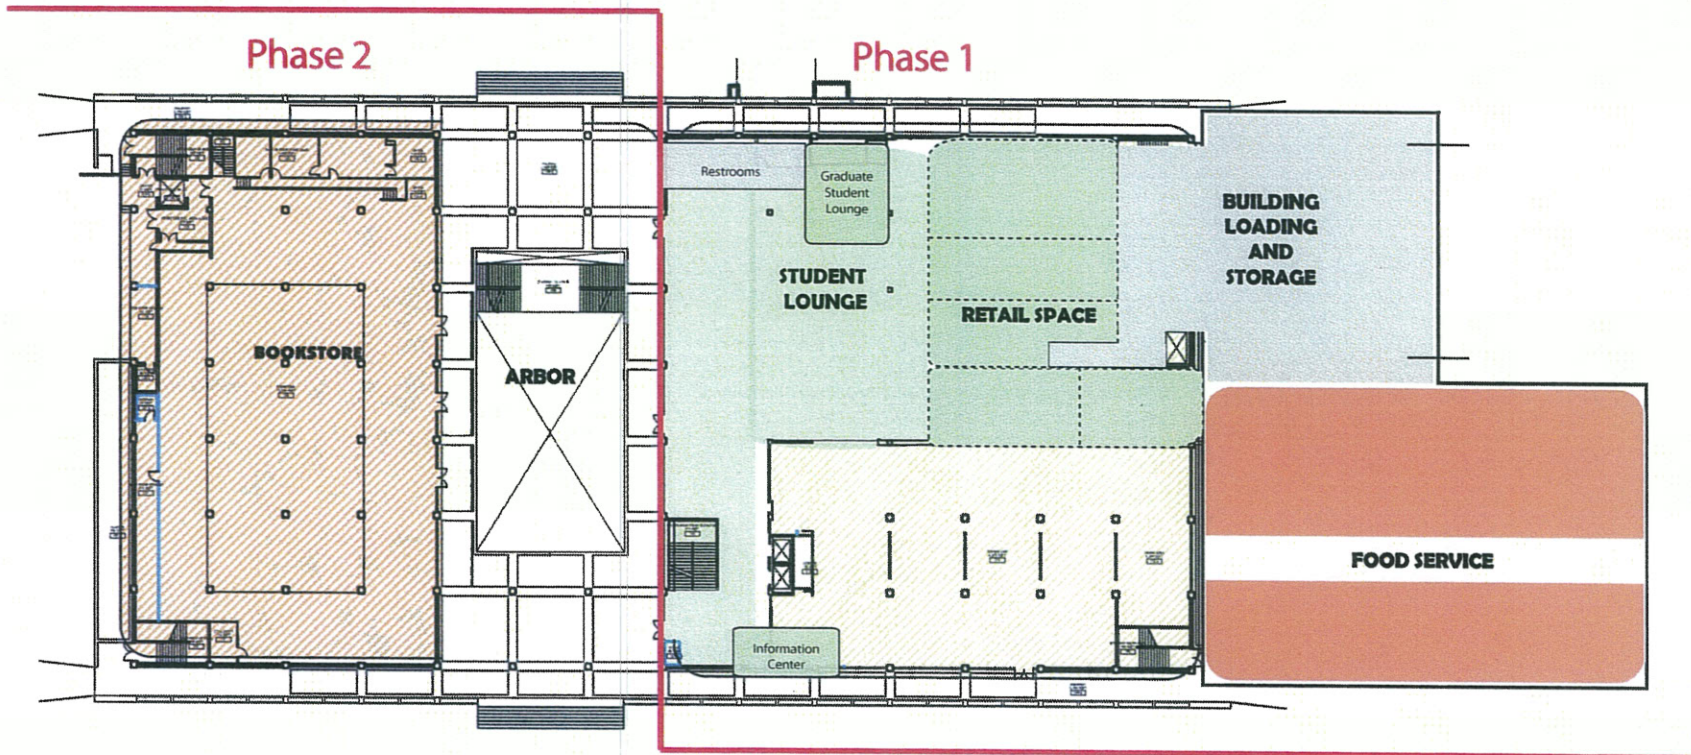 Phase 2
Phase 1
Restrooms
Graduate
Student
Lounge
BUILDING
LOADING
AND
STORAGE
STUDENT
LOUNGE
RETAIL SPACE
BOOKSTORE
ARBOR
FOOD SERVICE
Information
Center